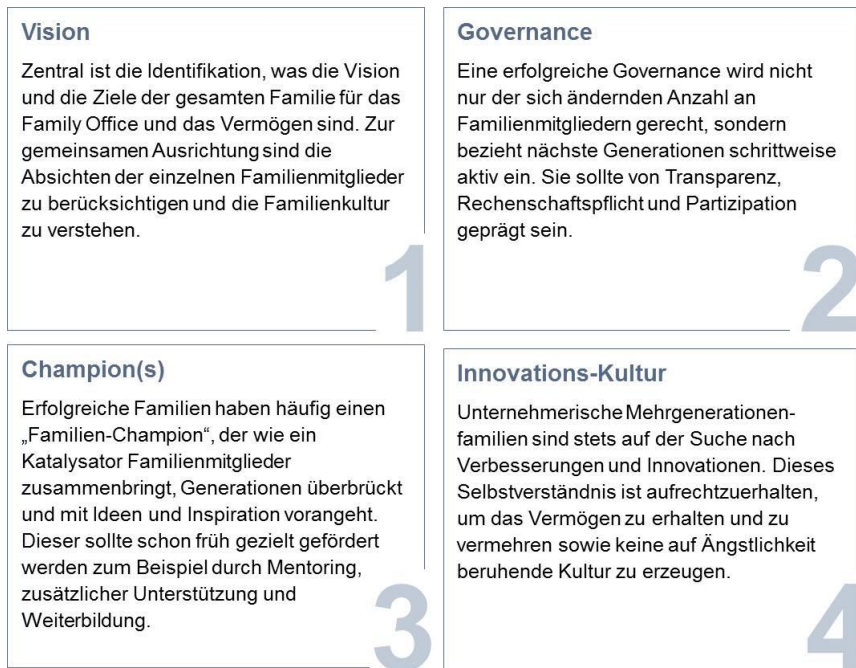 Vision
Zentral ist die Identifikation, was die Vision
und die Ziele der gesamten Familie für das
Family Office und das Vermögen sind. Zur
gemeinsamen Ausrichtung sind die
Absichten der einzelnen Familienmitglieder
zu berücksichtigen und die Familienkultur
zu verstehen.
1
Governance
Eine erfolgreiche Governance wird nicht
nur der sich ändernden Anzahl an
Familienmitgliedern gerecht, sondern
bezieht nächste Generationen schrittweise
aktiv ein. Sie sollte von Transparenz,
Rechenschaftspflicht und Partizipation
geprägt sein.
2
Champion(s)
Erfolgreiche Familien haben häufig einen
„Familien-Champion“, der wie ein
Katalysator Familienmitglieder
zusammenbringt, Generationen überbrückt
und mit Ideen und Inspiration vorangeht.
Dieser sollte schon früh gezielt gefördert
werden zum Beispiel durch Mentoring,
zusätzlicher Unterstützung und
Weiterbildung.
3
Innovations-Kultur
Unternehmerische Mehrgenerationen-
familien sind stets auf der Suche nach
Verbesserungen und Innovationen. Dieses
Selbstverständnis ist aufrechtzuerhalten,
um das Vermögen zu erhalten und zu
vermehren sowie keine auf Ängstlichkeit
beruhende Kultur zu erzeugen.
4